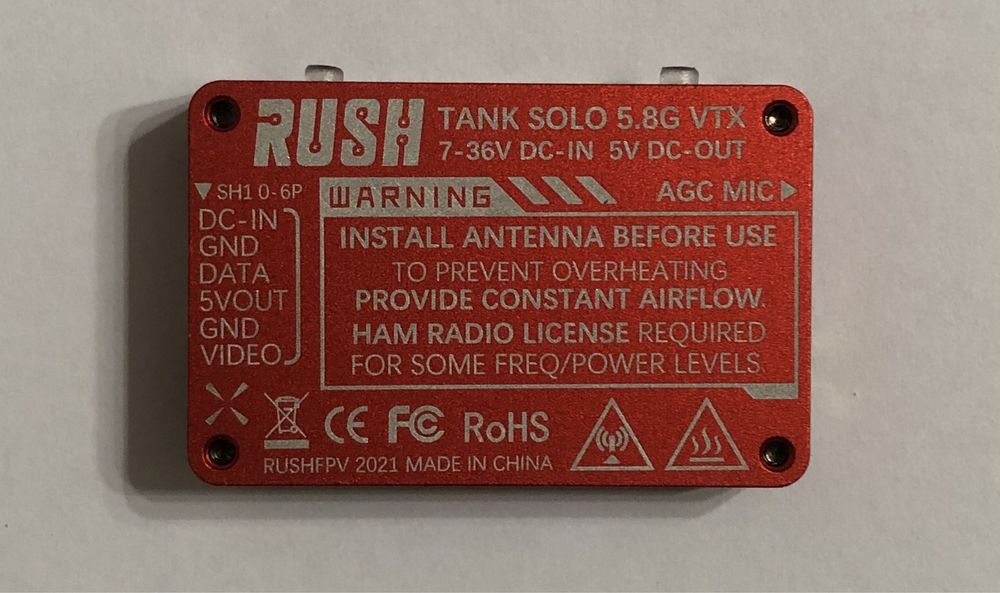 RUSH
TANK SOLO 5.8G VTX
7-36V DC-IN 5V DC-OUT
▼SH1 0-6P
WARNING
AGC MIC▶
DC-IN
GND
DATA
5VOUT
GND
VIDEO
INSTALL ANTENNA BEFORE USE
TO PREVENT OVERHEATING
PROVIDE CONSTANT AIRFLOW.
HAM RADIO LICENSE REQUIRED
FOR SOME FREQ/POWER LEVELS.
CE FC RoHS
RUSHFPV 2021 MADE IN CHINA